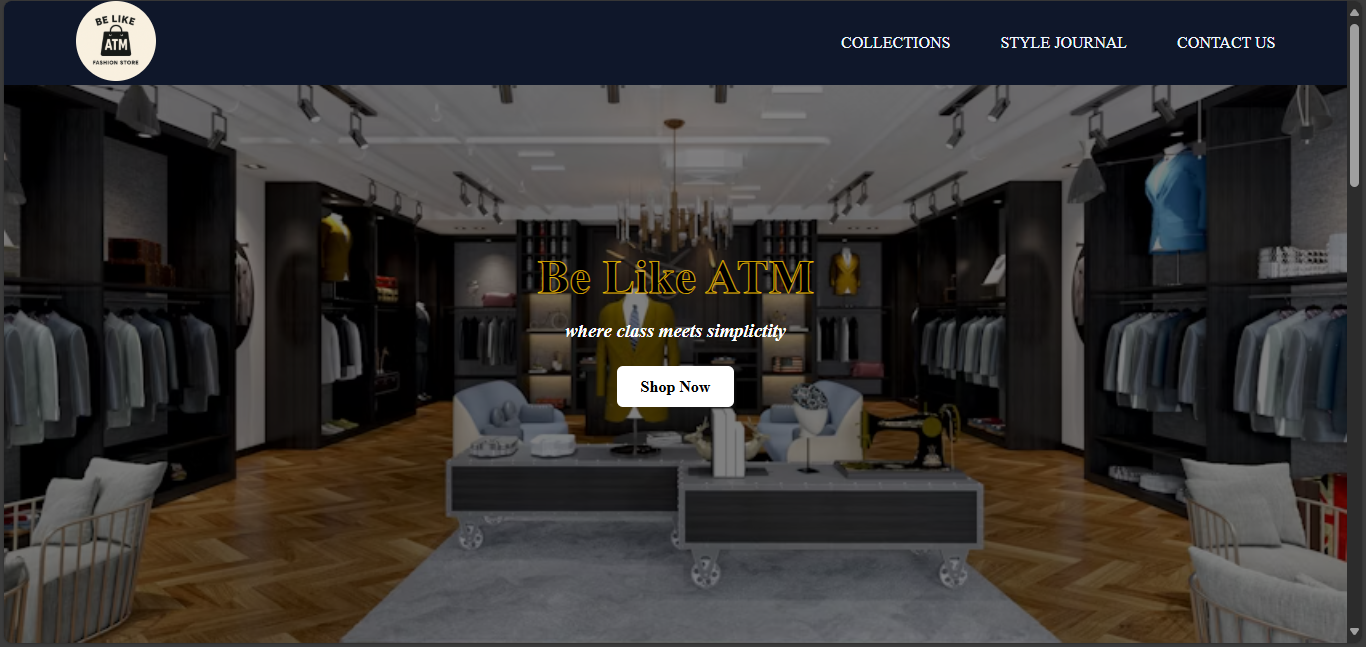 BE LIKE
ATM
FASHION STORE
COLLECTIONS
STYLE JOURNAL
CONTACT US
Be Like ATM
where class meets simplictity
Shop Now